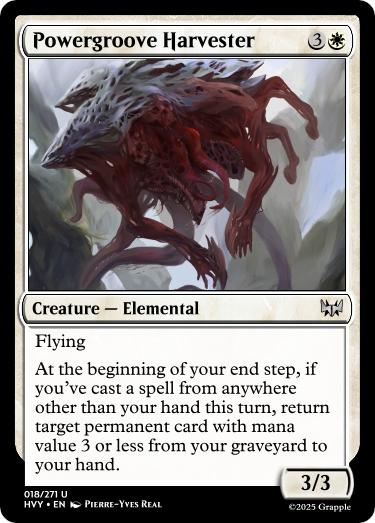 Powergroove Harvester 3
Creature — Elemental
Flying
At the beginning of your end step, if
you've cast a spell from anywhere
other than your hand this turn, return
target permanent card with mana
value 3 or less from your graveyard to
your hand.
3/3
018/271 U
HVY • EN Pierre-Yves Real
©2025 Grapple